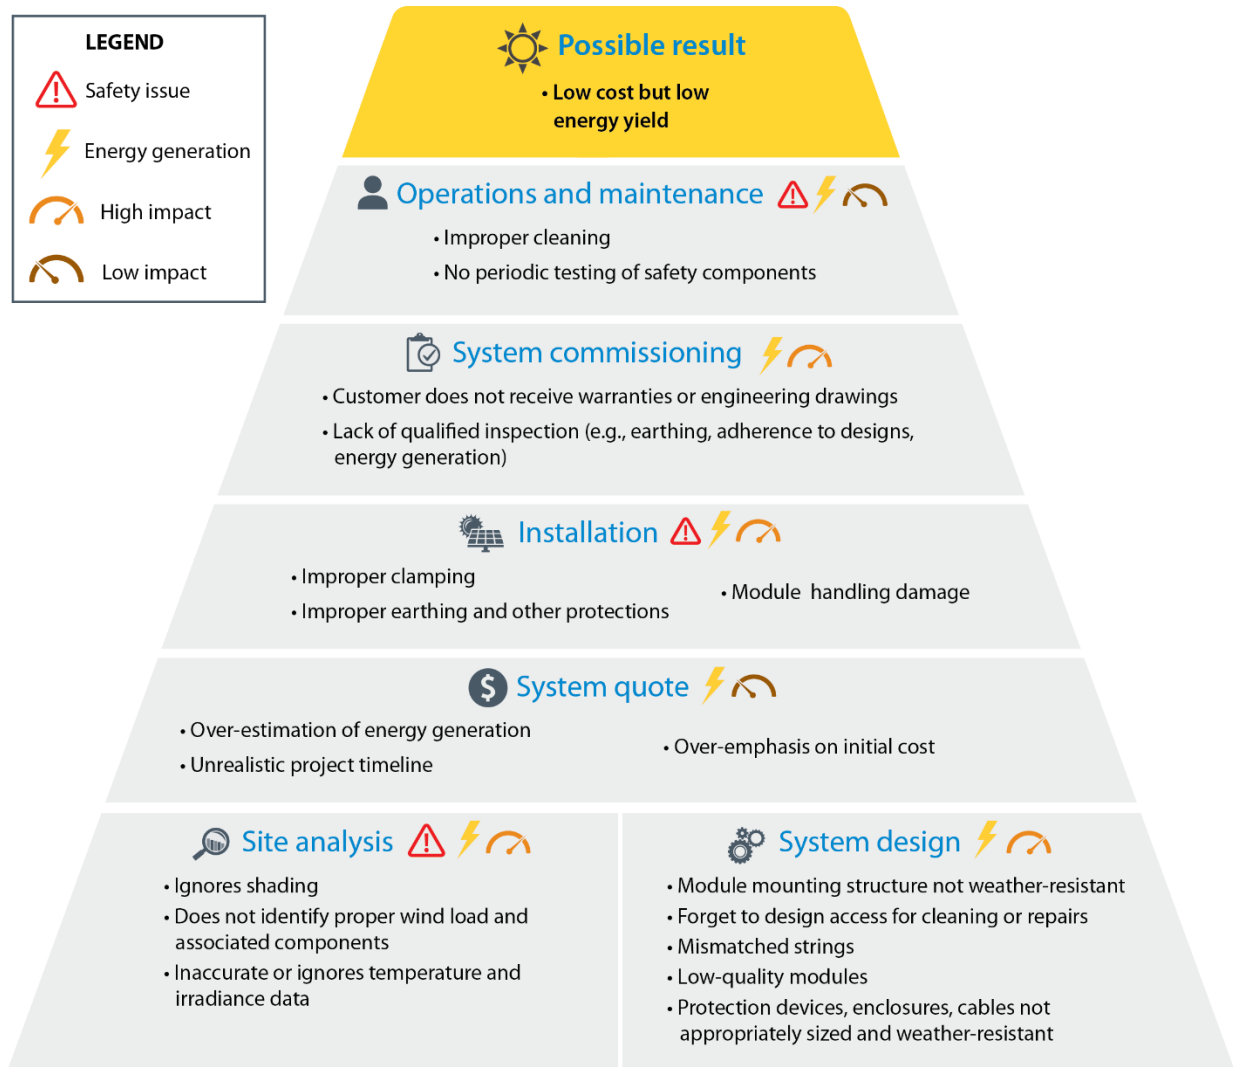 LEGEND
Safety issue
Energy generation
High impact
Low impact
Possible result
• Low cost but low
energy yield
Operations and maintenance
• Improper cleaning
• No periodic testing of safety components
System commissioning
• Customer does not receive warranties or engineering drawings
• Lack of qualified inspection (e.g., earthing, adherence to designs,
energy generation)
Installation
• Improper clamping
• Improper earthing and other protections
• Module handling damage
$ System quote
• Over-estimation of energy generation
• Unrealistic project timeline
• Over-emphasis on initial cost
Site analysis
• Ignores shading
• Does not identify proper wind load and
associated components
• Inaccurate or ignores temperature and
irradiance data
System design
• Module mounting structure not weather-resistant
• Forget to design access for cleaning or repairs
• Mismatched strings
• Low-quality modules
• Protection devices, enclosures, cables not
appropriately sized and weather-resistant